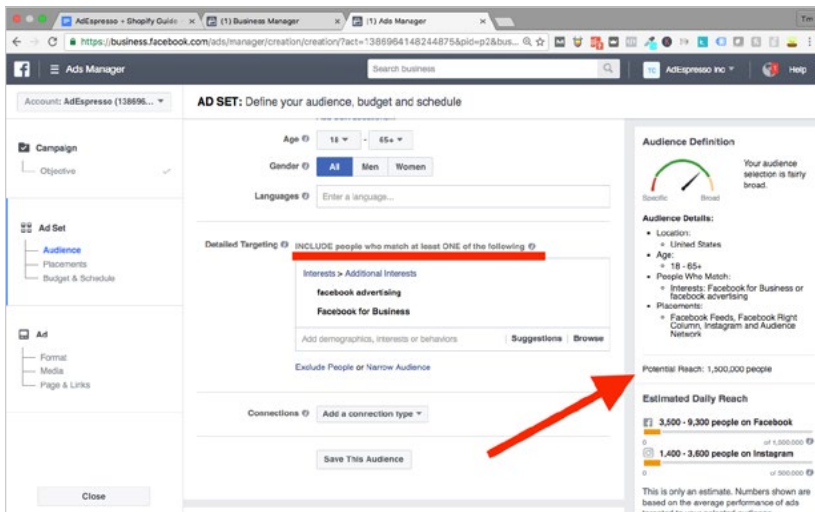 AdEspresso + Shopify Guide
(1) Business Manager
(1) Ads Manager
Tm
https://business.facebook.com/ads/manager/creation/creation/?act=1386964148244875&pid=p2&bus...
Ads Manager
Search business
TC
AdEspresso Inc
Help
Account: AdEspresso (138696...
AD SET: Define your audience, budget and schedule
Campaign
Objective
Ad Set
Audience
Placements
Budget & Schedule
Ad
Format
Media
Page & Links
Close
Age
18 - 65+
Gender
All Men Women
Languages
Enter a language...
Detailed Targeting
INCLUDE people who match at least ONE of the following
Interests > Additional Interests
facebook advertising
Facebook for Business
Add demographics, interests or behaviors
Suggestions Browse
Exclude People or Narrow Audience
Connections
Add a connection type
Save This Audience
Audience Definition
Your audience
selection is fairly
broad.
Specific Broad
Audience Details:
Location:
United States
Age:
18 - 65+
People Who Match:
Interests: Facebook for Business or
facebook advertising
Placements:
Facebook Feeds, Facebook Right
Column, Instagram and Audience
Network
Potential Reach: 1,500,000 people
Estimated Daily Reach
3,500 - 9,300 people on Facebook
0 of 1,500,000
1,400 - 3,600 people on Instagram
0 of 500,000
This is only an estimate. Numbers shown are
based on the average performance of ads
targeted to your selected audience.